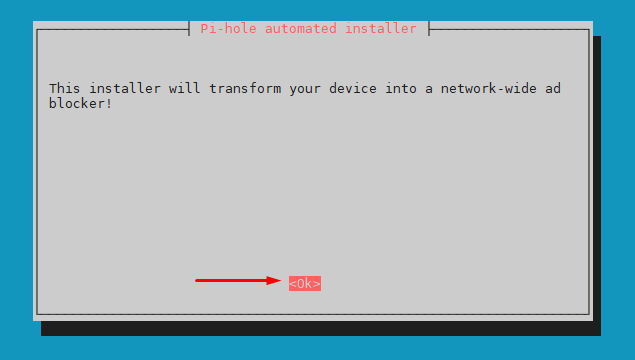 Pi-hole automated installer
This installer will transform your device into a network-wide ad
blocker!
<Ok>